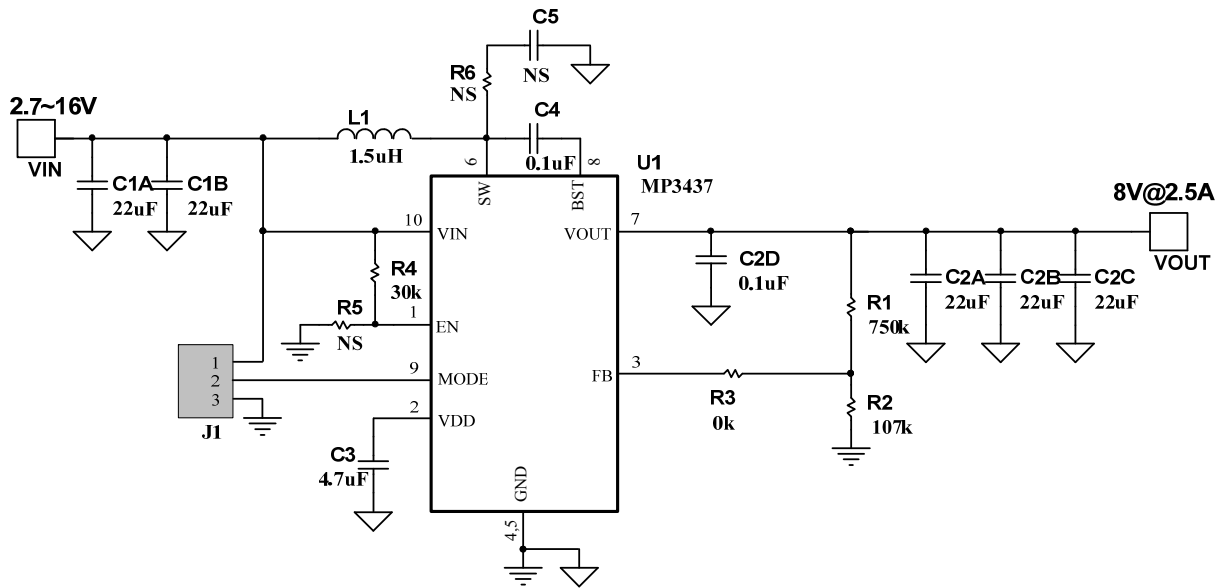 C5
NS
R6
NS
C4
0.1uF
2.7~16V
VIN
L1
1.5uH
6
8
SW
BST
U1
MP3437
C1A
22uF
C1B
22uF
10
VIN
VOUT
7
8V@2.5A
VOUT
C2D
0.1uF
C2A
22uF
C2B
22uF
C2C
22uF
R4
30k
R5
NS
1
EN
R1
750k
1
2
3
J1
9
MODE
FB
3
R3
0k
R2
107k
2
VDD
C3
4.7uF
GND
4,5